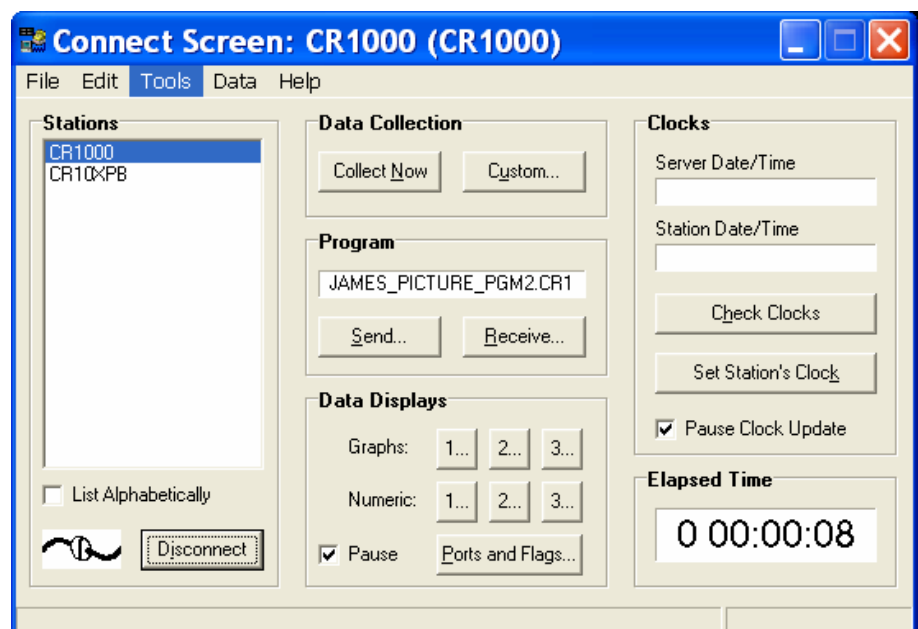 Connect Screen: CR1000 (CR1000)
File Edit Tools Data Help
Stations
CR1000
CR10XPB
List Alphabetically
Disconnect
Data Collection
Collect Now Custom...
Program
JAMES_PICTURE_PGM2.CR1
Send... Receive...
Data Displays
Graphs: 1... 2... 3...
Numeric: 1... 2... 3...
Pause Ports and Flags...
Clocks
Server Date/Time
Station Date/Time
Check Clocks
Set Station's Clock
Pause Clock Update
Elapsed Time
0 00:00:08